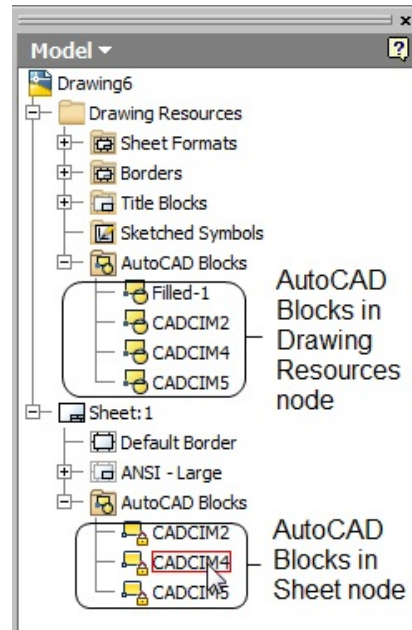 x
Model
?
Drawing6
Drawing Resources
Sheet Formats
Borders
Title Blocks
Sketched Symbols
AutoCAD Blocks
Filled-1
CADCIM2
CADCIM4
CADCIM5
AutoCAD
Blocks in
Drawing
Resources
node
Sheet:1
Default Border
ANSI - Large
AutoCAD Blocks
CADCIM2
CADCIM4
CADCIM5
AutoCAD
Blocks in
Sheet node